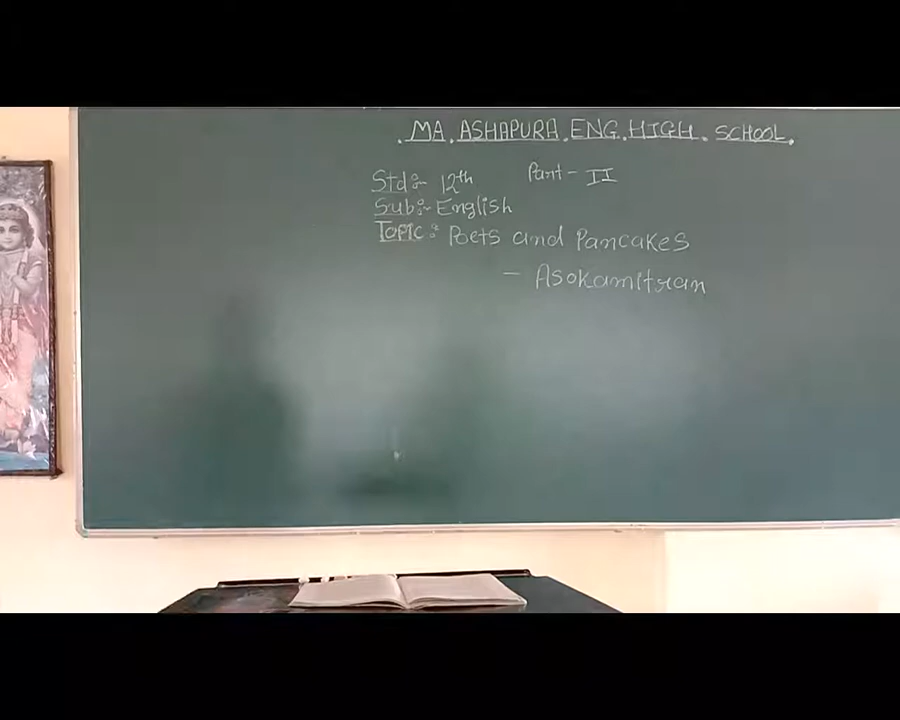 MA. ASHAPURA. ENG. HIGH. SCHOOL.
Std:- 12th Part - II
Sub:- English
TOPIC: Poets and Pancakes
- Asokamitran